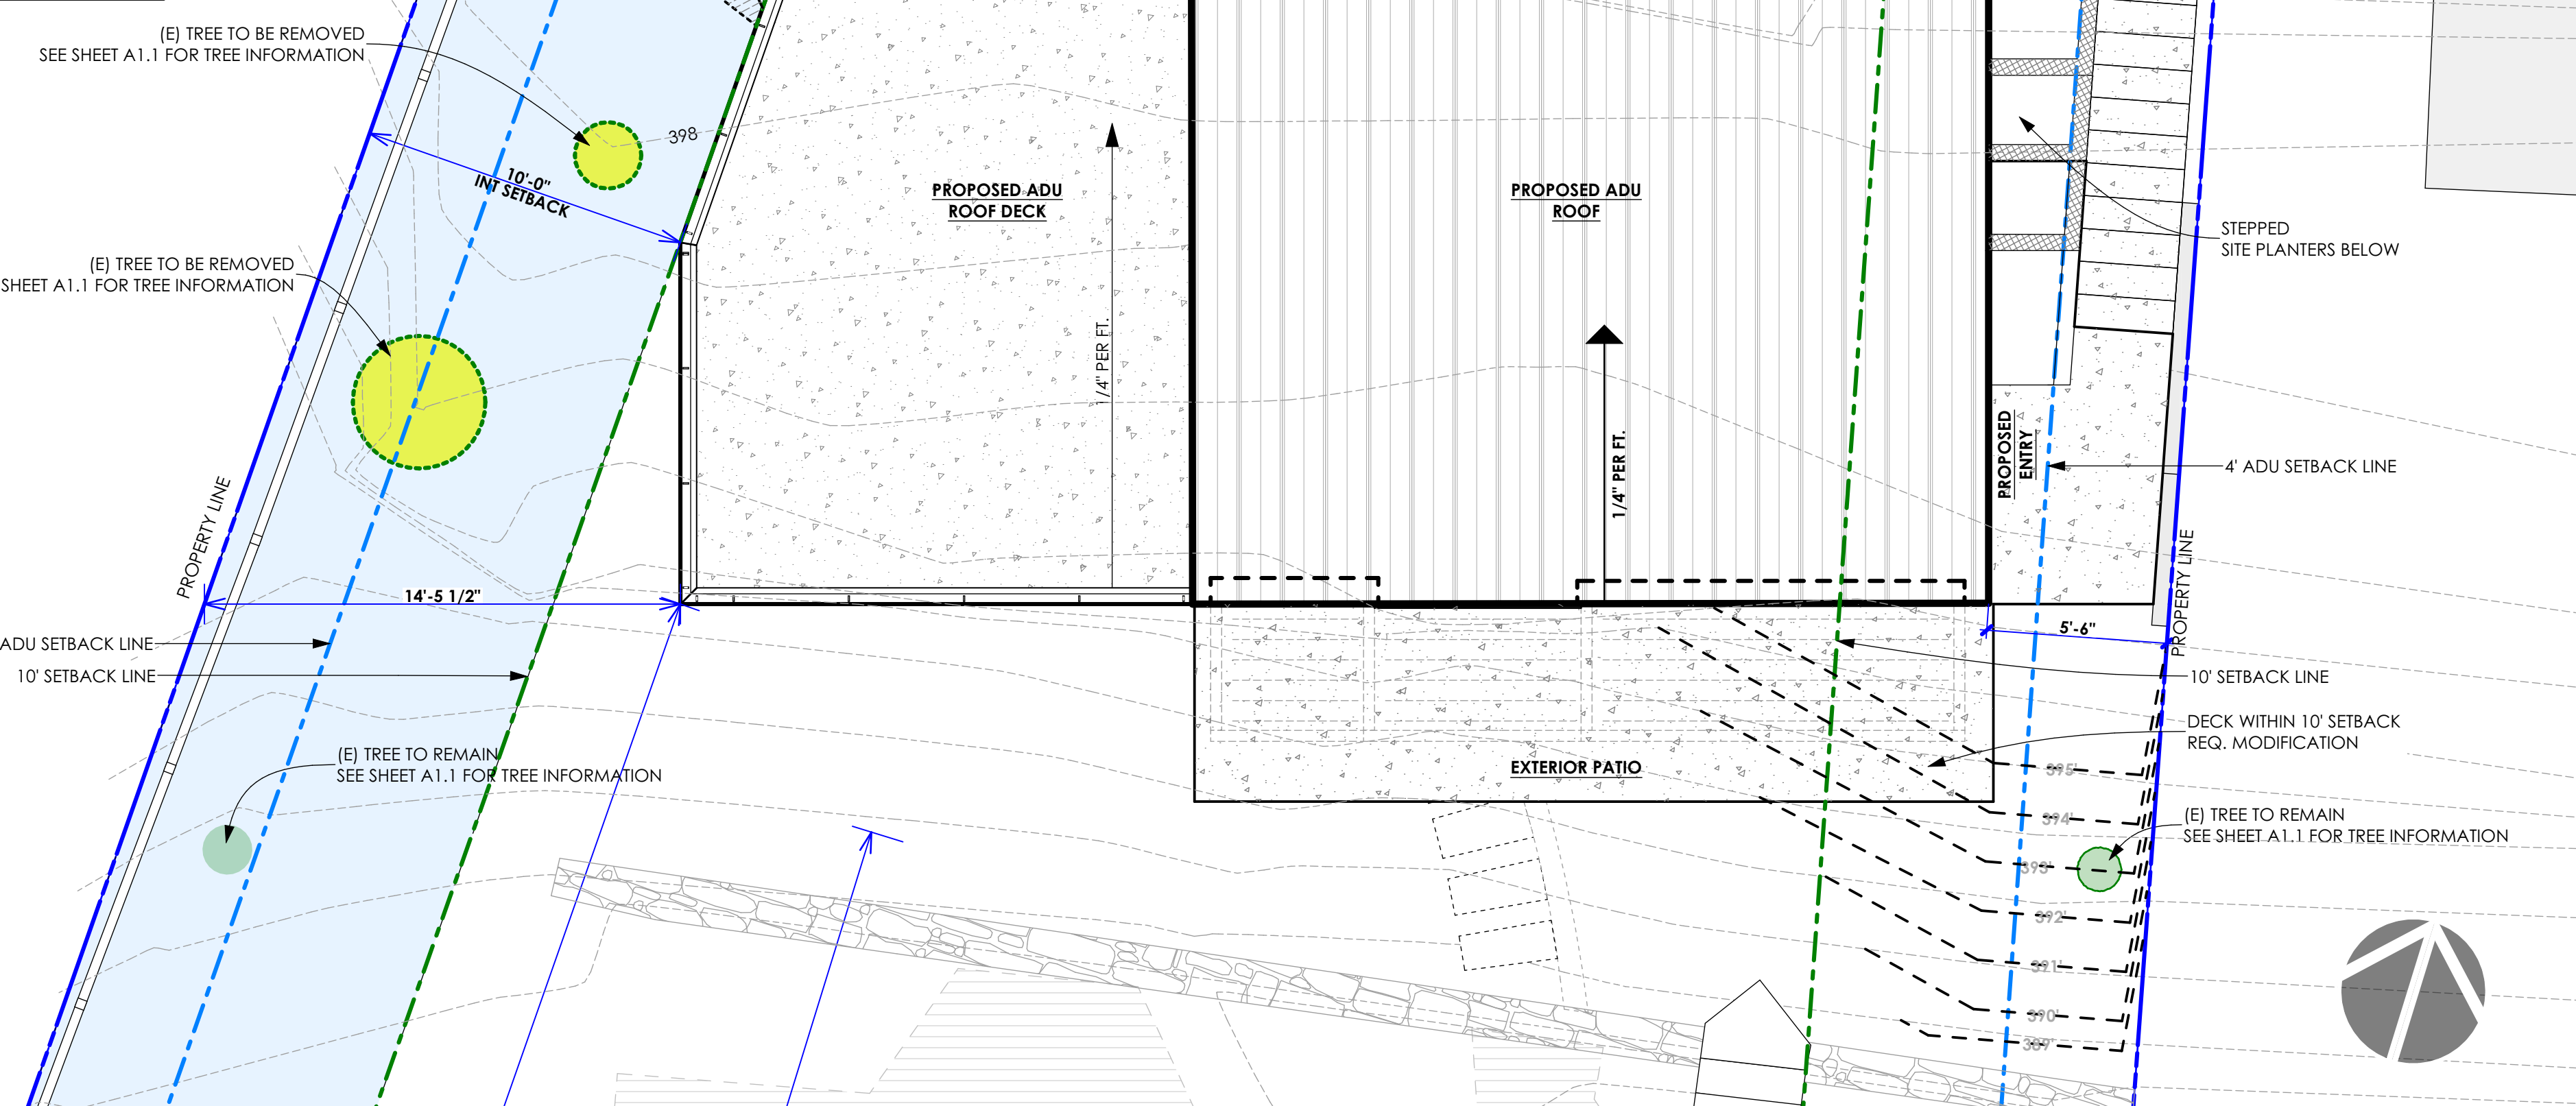 (E) TREE TO BE REMOVED
SEE SHEET A1.1 FOR TREE INFORMATION
398
10'-0"
INT SETBACK
PROPOSED ADU
ROOF DECK
PROPOSED ADU
ROOF
STEPPED
SITE PLANTERS BELOW
(E) TREE TO BE REMOVED
SHEET A1.1 FOR TREE INFORMATION
1/4" PER FT.
1/4" PER FT.
PROPOSED
ENTRY
4' ADU SETBACK LINE
PROPERTY LINE
PROPERTY LINE
14'-5 1/2"
5'-6"
ADU SETBACK LINE
10' SETBACK LINE
10' SETBACK LINE
DECK WITHIN 10' SETBACK
REQ. MODIFICATION
(E) TREE TO REMAIN
SEE SHEET A1.1 FOR TREE INFORMATION
EXTERIOR PATIO
395'
394'
(E) TREE TO REMAIN
SEE SHEET A1.1 FOR TREE INFORMATION
393'
392'
391'
390'
389'